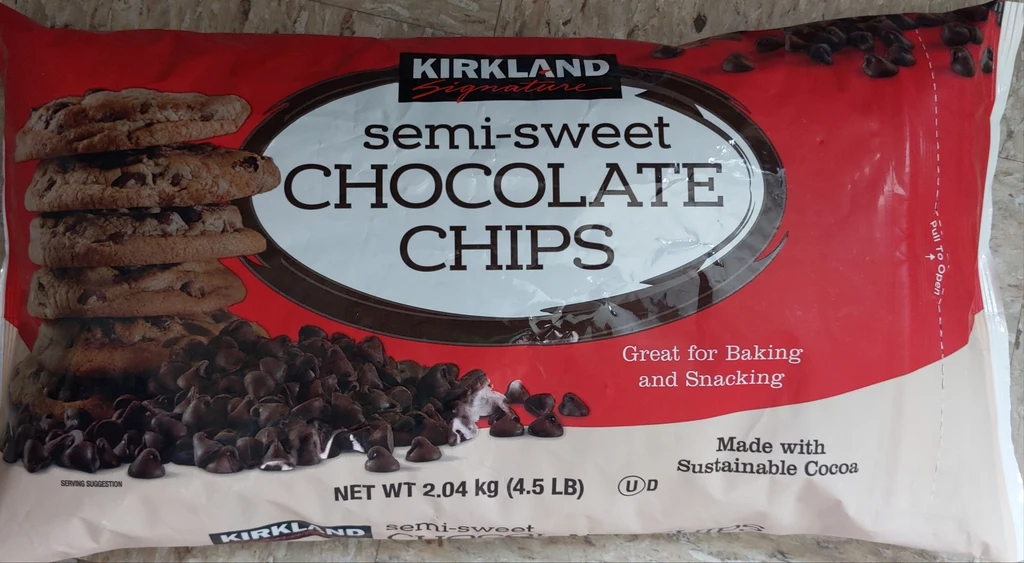 KIRKLAND
Signature
semi-sweet
CHOCOLATE
CHIPS
Pull To Open
Great for Baking
and Snacking
Made with
Sustainable Cocoa
SERVING SUGGESTION
NET WT 2.04 kg (4.5 LB)
U D
KIRKLAND semi-sweet